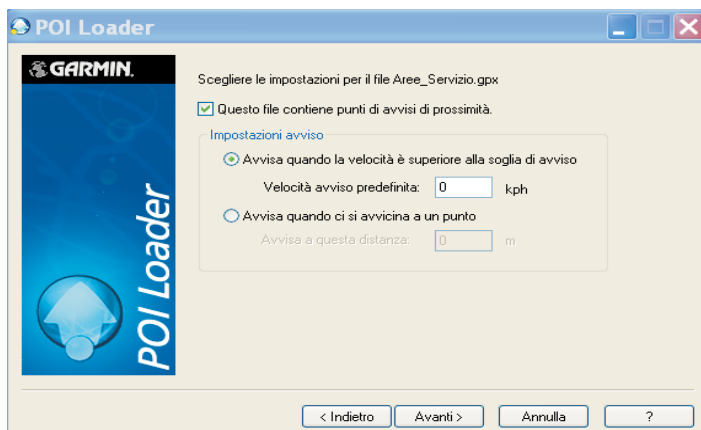 POI Loader
GARMIN.
POI Loader
Scegliere le impostazioni per il file Aree_Servizio.gpx
Questo file contiene punti di avvisi di prossimità.
Impostazioni avviso
Avvisa quando la velocità è superiore alla soglia di avviso
Velocità avviso predefinita: 0 kph
Avvisa quando ci si avvicina a un punto
Avvisa a questa distanza: 0 m
< Indietro Avanti > Annulla ?